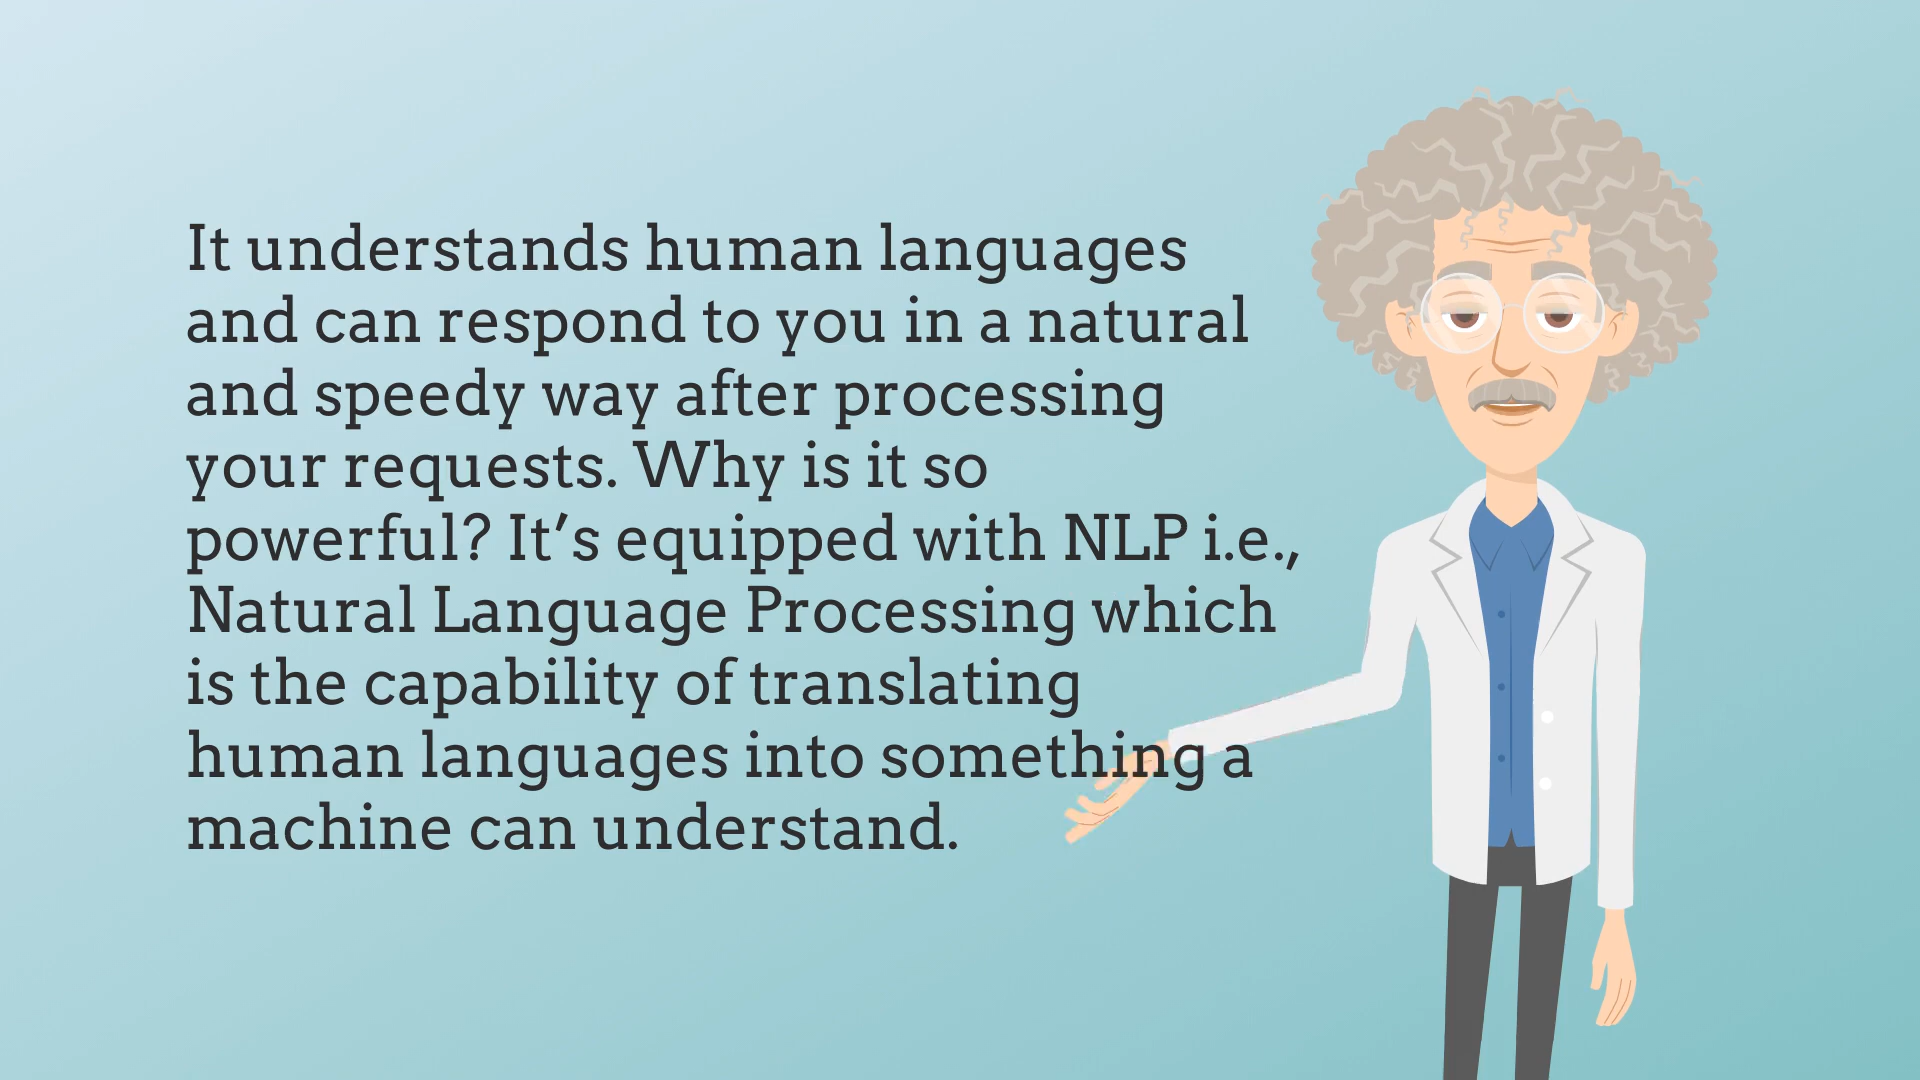 It understands human languages
and can respond to you in a natural
and speedy way after processing
your requests. Why is it so
powerful? It’s equipped with NLP i.e.,
Natural Language Processing which
is the capability of translating
human languages into something a
machine can understand.